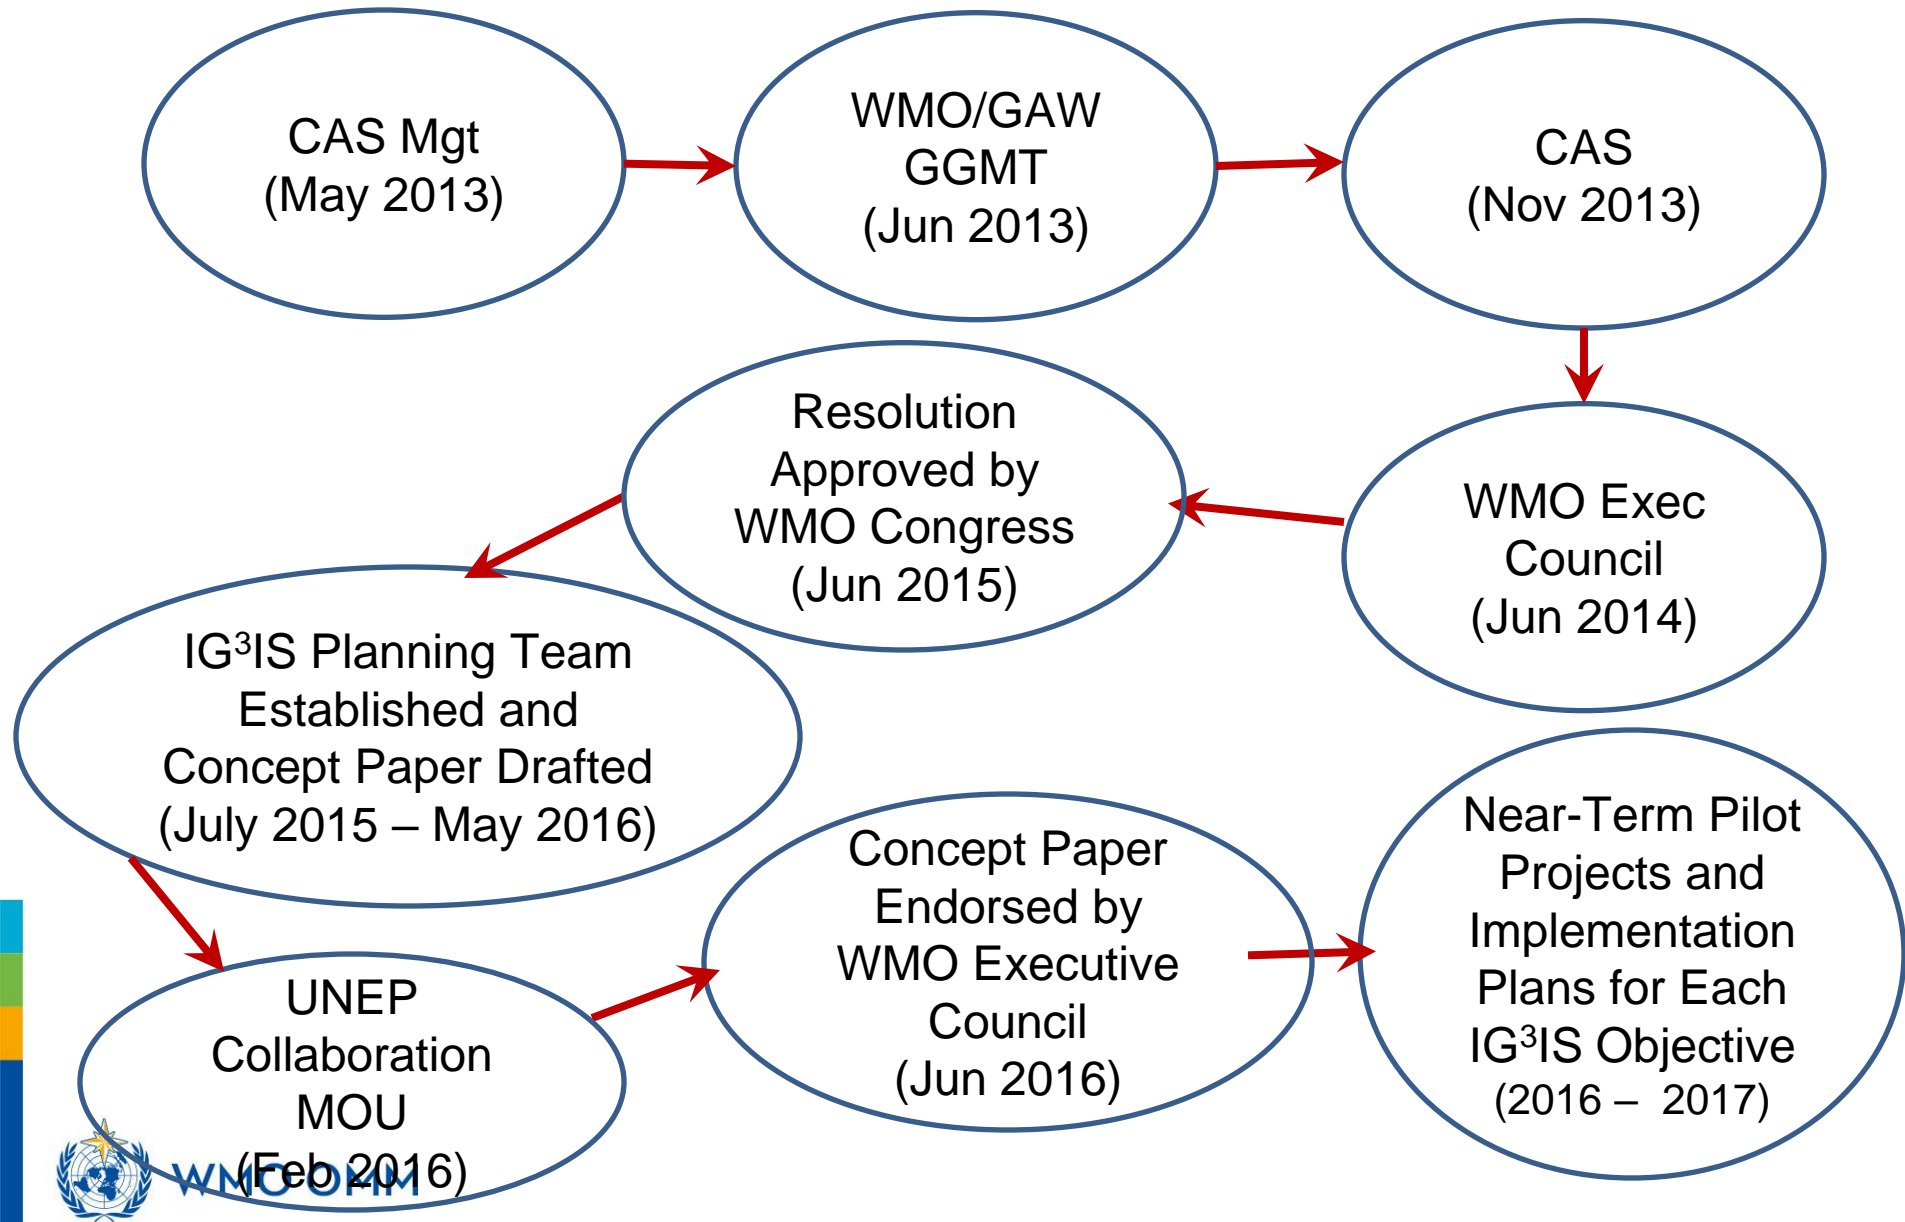 CAS Mgt
(May 2013)
WMO/GAW
GGMT
(Jun 2013)
CAS
(Nov 2013)
WMO Exec
Council
(Jun 2014)
Resolution
Approved by
WMO Congress
(Jun 2015)
IG³IS Planning Team
Established and
Concept Paper Drafted
(July 2015 – May 2016)
UNEP
Collaboration
MOU
(Feb 2016)
WMO OMM
Concept Paper
Endorsed by
WMO Executive
Council
(Jun 2016)
Near-Term Pilot
Projects and
Implementation
Plans for Each
IG³IS Objective
(2016 – 2017)